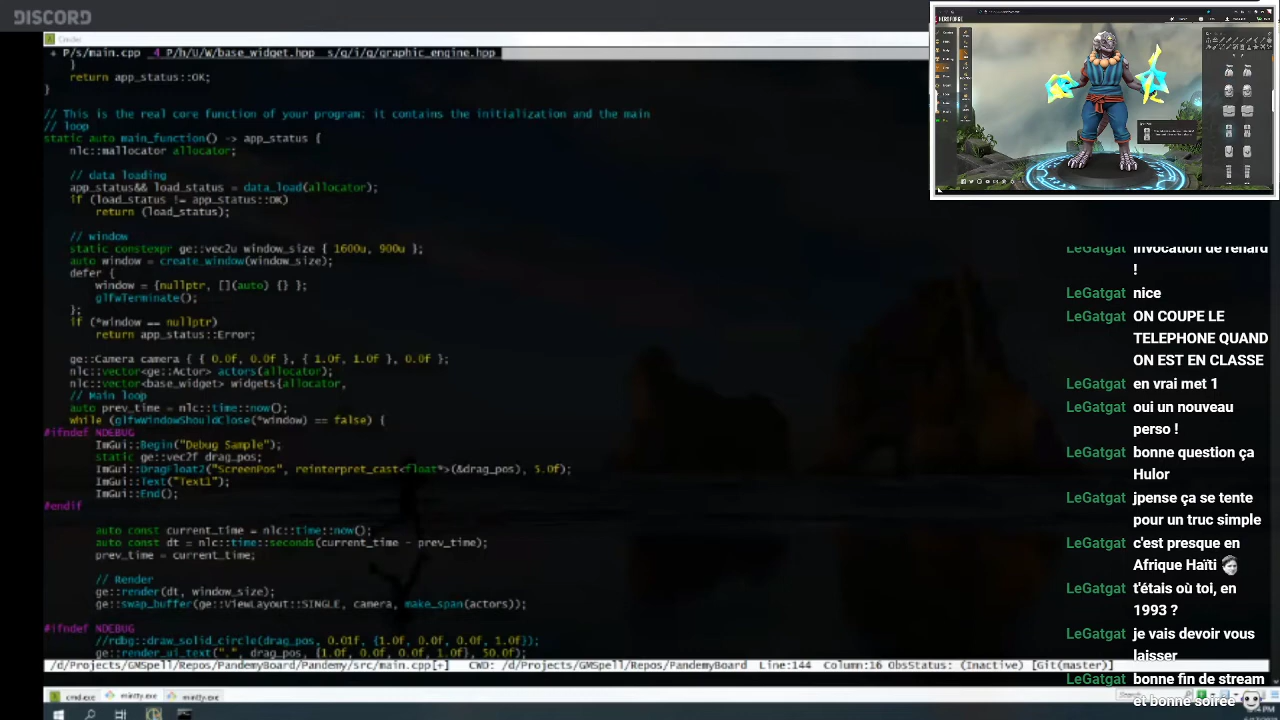 DISCORD
Cmder
+ P/s/main.cpp  4 P/h/U/W/base_widget.hpp  s/q/i/g/graphic_engine.hpp
}
return app_status::OK;
}
// This is the real core function of your program: it contains the initialization and the main
// loop
static auto main_function() -> app_status {
nlc::mallocator allocator;
// data loading
app_status&& load_status = data_load(allocator);
if (load_status != app_status::OK)
return (load_status);
// window
static constexpr ge::vec2u window_size { 1600u, 900u };
auto window = create_window(window_size);
defer {
window = {nullptr, [](auto) {} };
glfwTerminate();
};
if (*window == nullptr)
return app_status::Error;
ge::Camera camera { { 0.0f, 0.0f }, { 1.0f, 1.0f }, 0.0f };
nlc::vector<ge::Actor> actors(allocator);
nlc::vector<base_widget> widgets{allocator,
// Main loop
auto prev_time = nlc::time::now();
while (glfwWindowShouldClose(*window) == false) {
#ifndef NDEBUG
ImGui::Begin("Debug Sample");
static ge::vec2f drag_pos;
ImGui::DragFloat2("ScreenPos", reinterpret_cast<float*>(&drag_pos), 5.0f);
ImGui::Text("Text1");
ImGui::End();
#endif
auto const current_time = nlc::time::now();
auto const dt = nlc::time::seconds(current_time - prev_time);
prev_time = current_time;
// Render
ge::render(dt, window_size);
ge::swap_buffer(ge::ViewLayout::SINGLE, camera, make_span(actors));
#ifndef NDEBUG
//rdbg::draw_solid_circle(drag_pos, 0.01f, {1.0f, 0.0f, 0.0f, 1.0f});
ge::render_ui_text(".", drag_pos, {1.0f, 0.0f, 0.0f, 1.0f}, 50.0f);
/d/Projects/GMSpell/Repos/PandemyBoard/Pandemy/src/main.cpp[+]  CWD: /d/Projects/GMSpell/Repos/PandemyBoard  Line:144  Column:16 ObsStatus: (Inactive) [Git(master)]
cmd.exe mintty.exe mintty.exe
Search
HEROFORGE
LeGatgat invocation de renard
!
LeGatgat nice
LeGatgat ON COUPE LE
TELEPHONE QUAND
ON EST EN CLASSE
LeGatgat en vrai met 1
LeGatgat oui un nouveau
perso !
LeGatgat bonne question ça
Hulor
LeGatgat jpense ça se tente
pour un truc simple
LeGatgat c'est presque en
Afrique Haïti
LeGatgat t'étais où toi, en
1993 ?
LeGatgat je vais devoir vous
laisser
LeGatgat bonne fin de stream
et bonne soirée